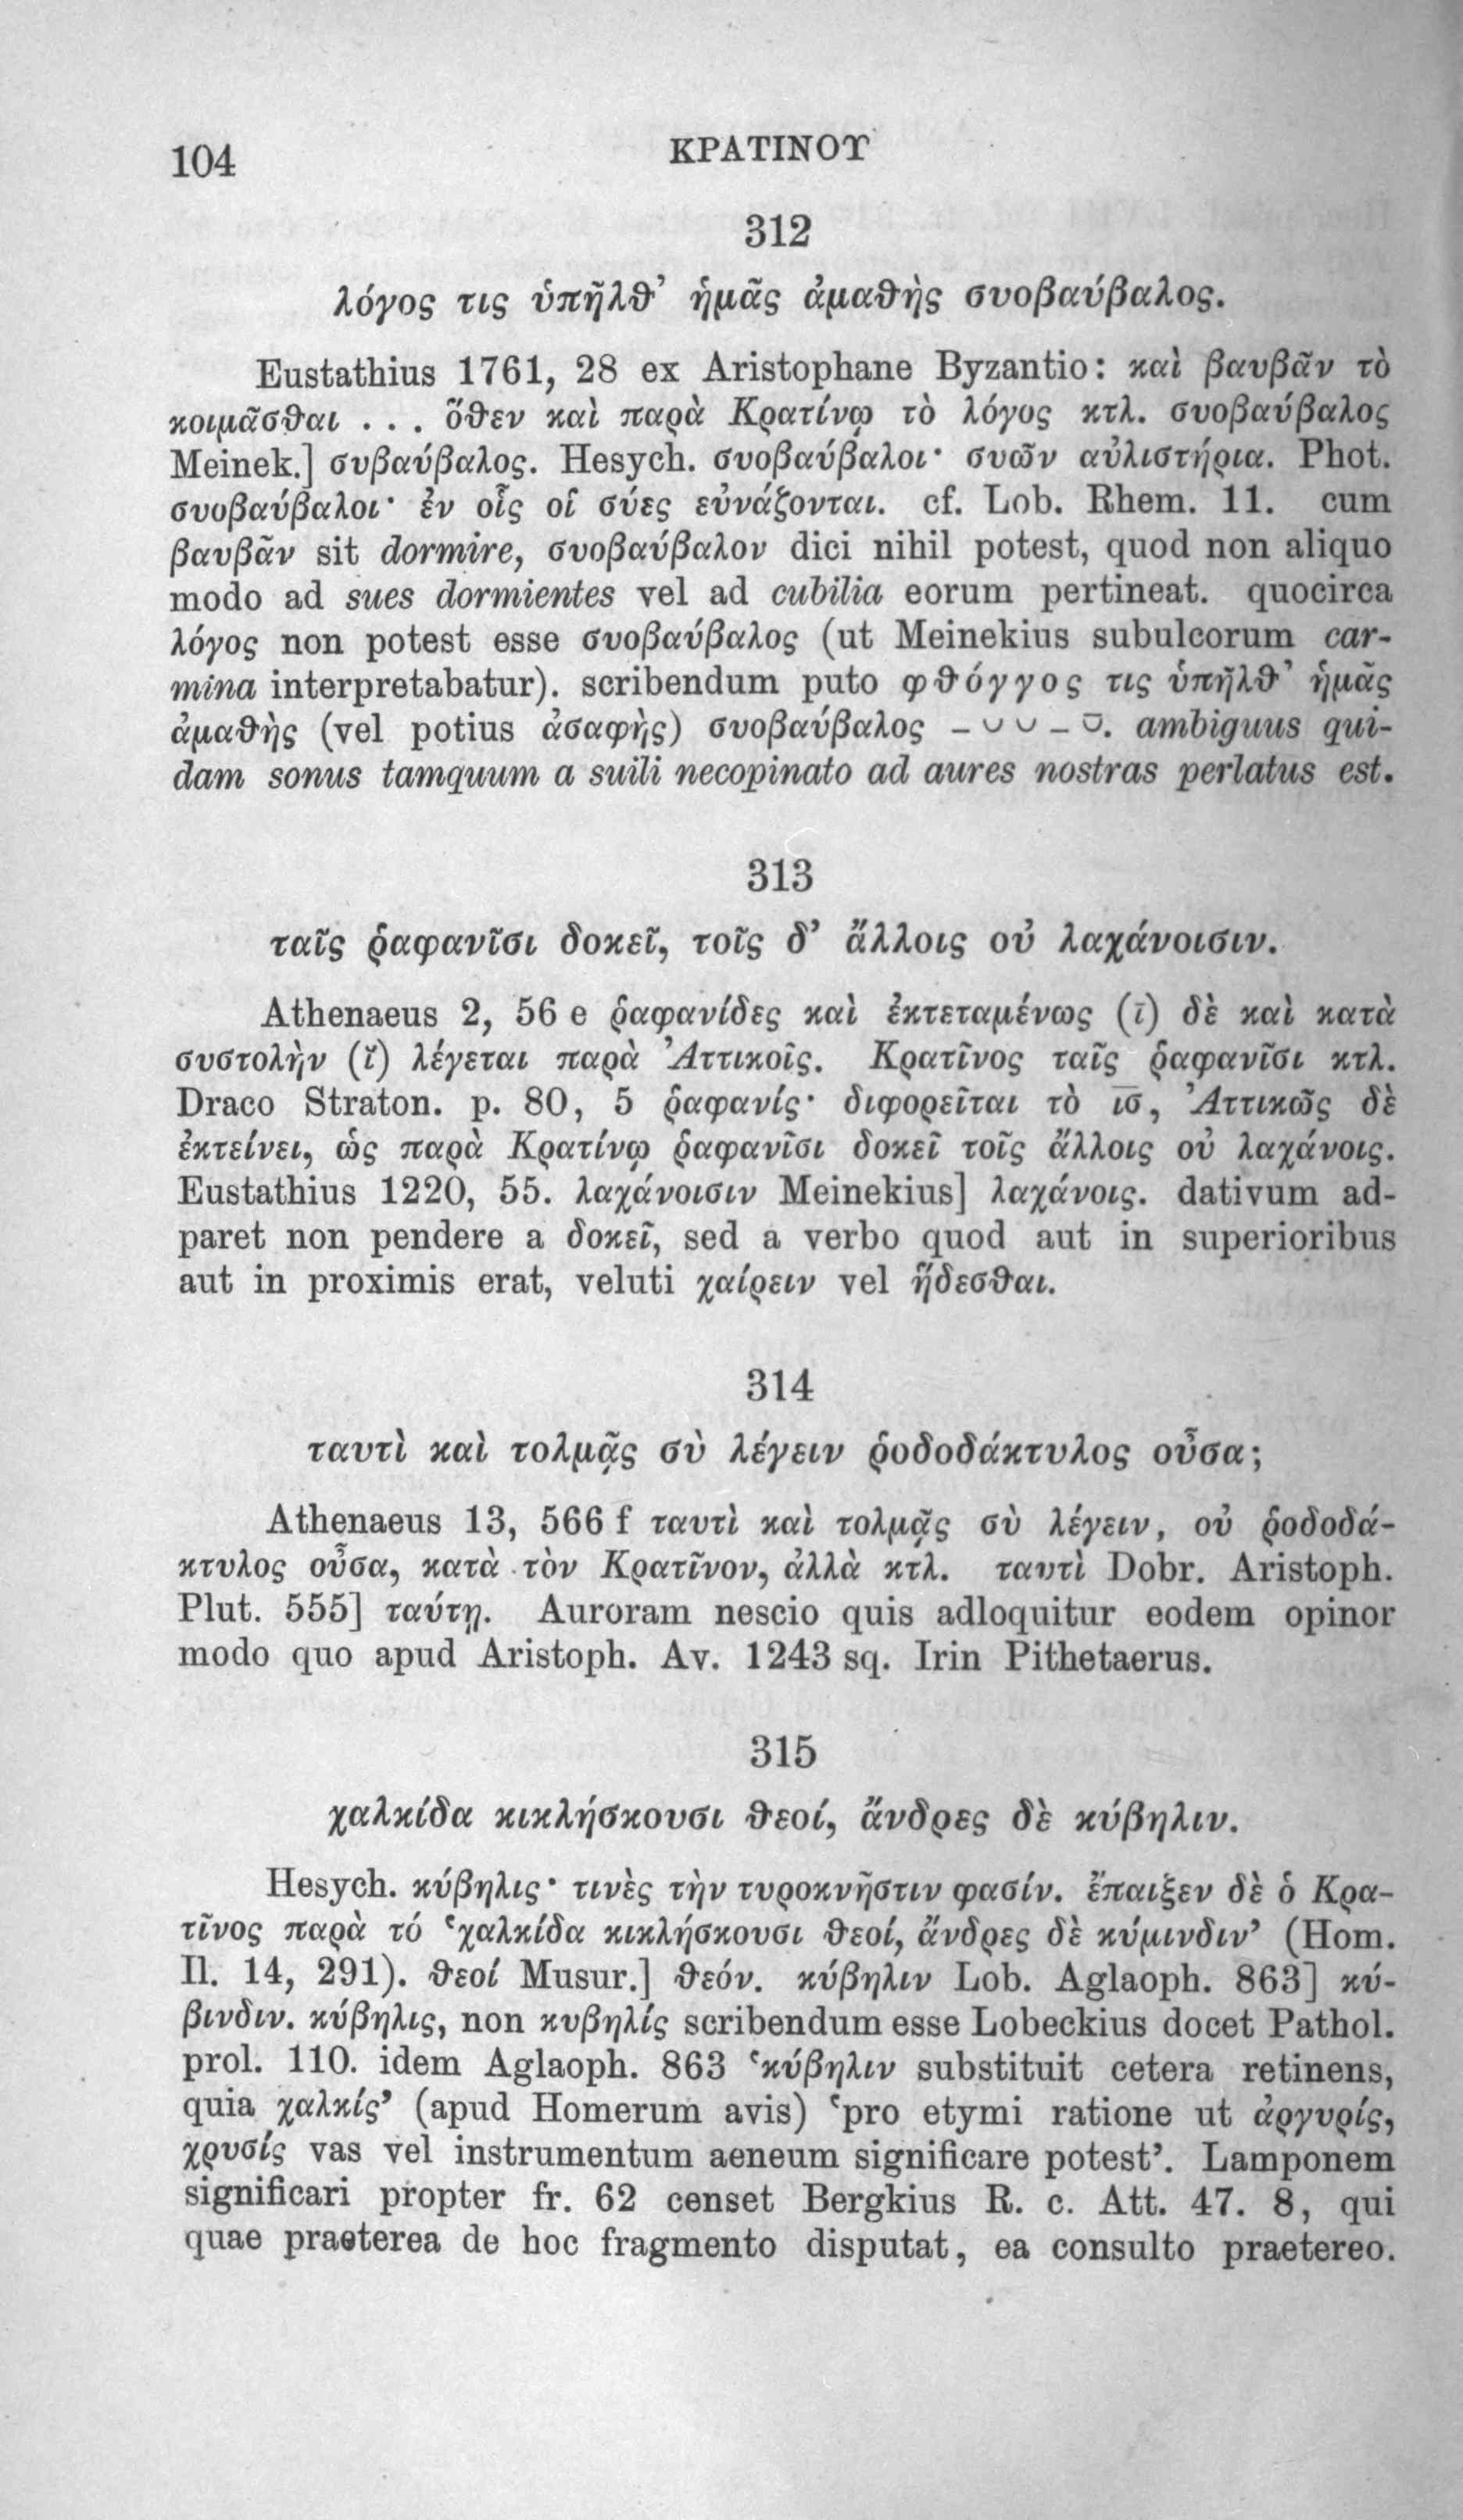 104
ΚΡΑΤΙΝΟΥ
312
λόγος τις ὑπῆλθ’ ἡμᾶς ἀμαθὴς συοβαύβαλος.
Eustathius 1761, 28 ex Aristophane Byzantio: καὶ βαυβᾶν τὸ
κοιμᾶσθαι . . . ὅθεν καὶ παρὰ Κρατίνῳ τὸ λόγος κτλ. συοβαύβαλος
Meinek.] συβαύβαλος. Hesych. συοβαύβαλοι· συῶν αὐλιστήρια. Phot.
συοβαύβαλοι· ἐν οἷς οἱ σύες εὐνάζονται. cf. Lob. Rhem. 11. cum
βαυβᾶν sit dormire, συοβαύβαλον dici nihil potest, quod non aliquo
modo ad sues dormientes vel ad cubilia eorum pertineat. quocirca
λόγος non potest esse συοβαύβαλος (ut Meinekius subulcorum car-
mina interpretabatur). scribendum puto φθόγγος τις ὑπῆλθ’ ἡμᾶς
ἀμαθὴς (vel potius ἀσαφὴς) συοβαύβαλος – ⏑ ⏑ – ⏓. ambiguus qui-
dam sonus tamquum a suili necopinato ad aures nostras perlatus est.
313
ταῖς ῥαφανῖσι δοκεῖ, τοῖς δ’ ἄλλοις οὐ λαχάνοισιν.
Athenaeus 2, 56 e ῥαφανίδες καὶ ἐκτεταμένως (ῑ) δὲ καὶ κατὰ
συστολὴν (ῐ) λέγεται παρὰ Ἀττικοῖς. Κρατῖνος ταῖς ῥαφανῖσι κτλ.
Draco Straton. p. 80, 5 ῥαφανίς· διφορεῖται τὸ ῑσ̅, Ἀττικῶς δὲ
ἐκτείνει, ὡς παρὰ Κρατίνῳ ῥαφανῖσι δοκεῖ τοῖς ἄλλοις οὐ λαχάνοις.
Eustathius 1220, 55. λαχάνοισιν Meinekius] λαχάνοις. dativum ad-
paret non pendere a δοκεῖ, sed a verbo quod aut in superioribus
aut in proximis erat, veluti χαίρειν vel ἥδεσθαι.
314
ταυτὶ καὶ τολμᾷς σὺ λέγειν ῥοδοδάκτυλος οὖσα;
Athenaeus 13, 566 f ταυτὶ καὶ τολμᾷς σὺ λέγειν, οὐ ῥοδοδά-
κτυλος οὖσα, κατὰ τὸν Κρατῖνον, ἀλλὰ κτλ. ταυτὶ Dobr. Aristoph.
Plut. 555] ταύτῃ. Auroram nescio quis adloquitur eodem opinor
modo quo apud Aristoph. Av. 1243 sq. Irin Pithetaerus.
315
χαλκίδα κικλήσκουσι θεοί, ἄνδρες δὲ κύβηλιν.
Hesych. κύβηλις· τινὲς τὴν τυροκνῆστιν φασίν. ἔπαιξεν δὲ ὁ Κρα-
τῖνος παρὰ τό ‛χαλκίδα κικλήσκουσι θεοί, ἄνδρες δὲ κύμινδιν’ (Hom.
Il. 14, 291). θεοί Musur.] θεόν. κύβηλιν Lob. Aglaoph. 863] κύ-
βινδιν. κύβηλις, non κυβηλίς scribendum esse Lobeckius docet Pathol.
prol. 110. idem Aglaoph. 863 ‛κύβηλιν substituit cetera retinens,
quia χαλκίς’ (apud Homerum avis) ‛pro etymi ratione ut ἀργυρίς,
χρυσίς vas vel instrumentum aeneum significare potest’. Lamponem
significari propter fr. 62 censet Bergkius R. c. Att. 47. 8, qui
quae praeterea de hoc fragmento disputat, ea consulto praetereo.